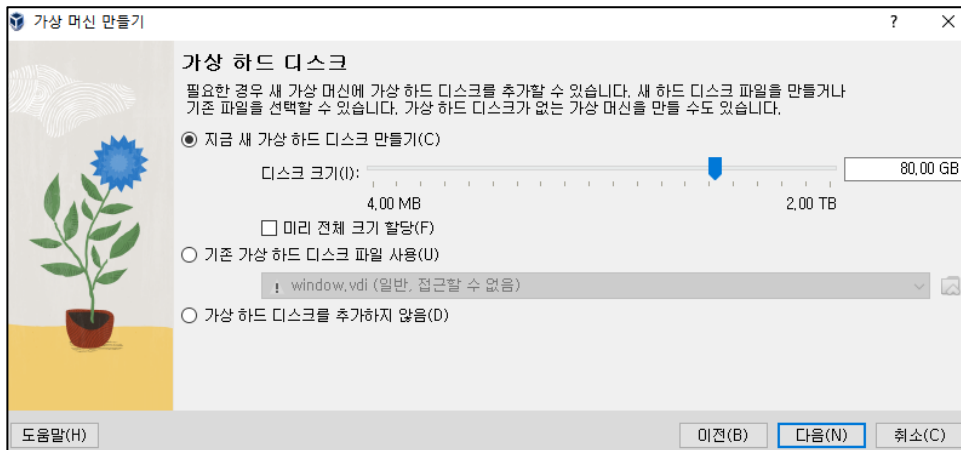 가상 머신 만들기
가상 하드 디스크
필요한 경우 새 가상 머신에 가상 하드 디스크를 추가할 수 있습니다. 새 하드 디스크 파일을 만들거나
기존 파일을 선택할 수 있습니다. 가상 하드 디스크가 없는 가상 머신을 만들 수도 있습니다.
지금 새 가상 하드 디스크 만들기(C)
디스크 크기(I):
80,00 GB
4,00 MB
2,00 TB
미리 전체 크기 할당(F)
기존 가상 하드 디스크 파일 사용(U)
window.vdi (일반, 접근할 수 없음)
가상 하드 디스크를 추가하지 않음(D)
도움말(H)
이전(B)
다음(N)
취소(C)